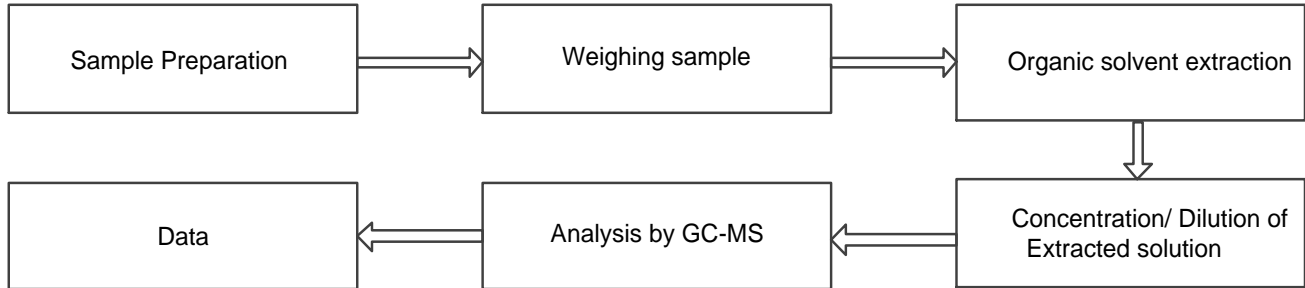 Sample Preparation
Weighing sample
Organic solvent extraction
Concentration/ Dilution of
Extracted solution
Analysis by GC-MS
Data